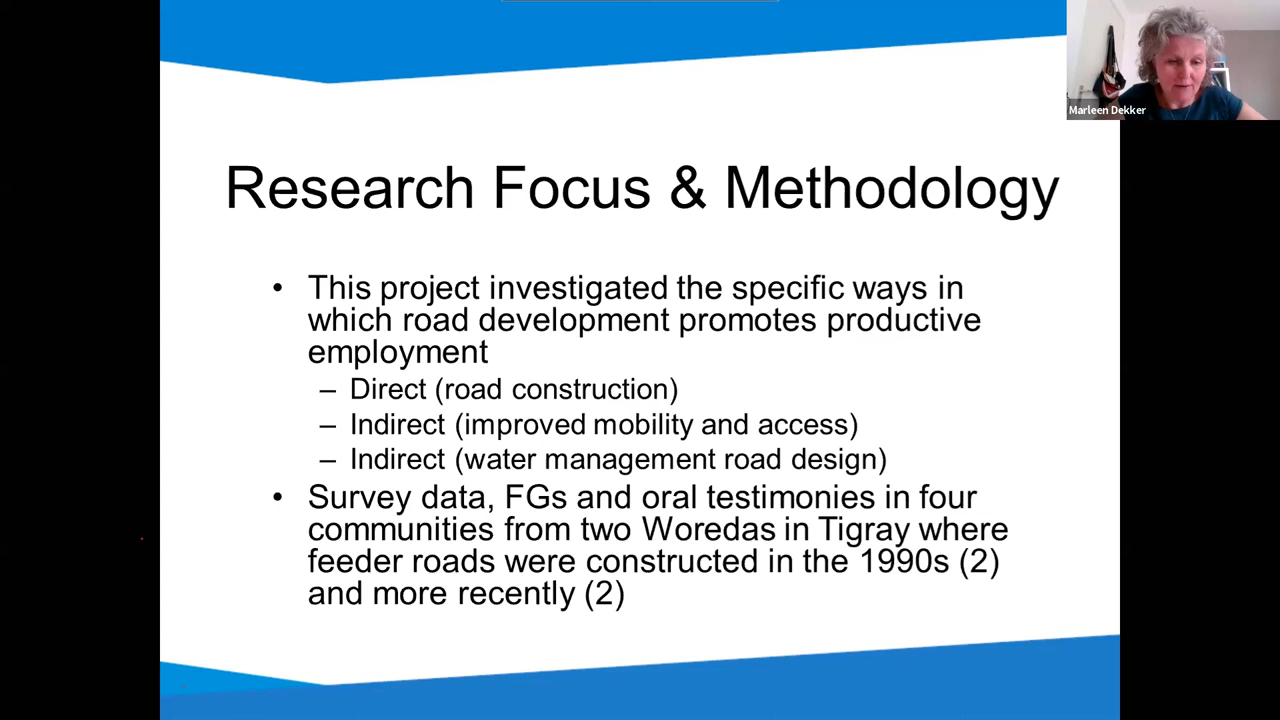 Marleen Dekker
Research Focus & Methodology
• This project investigated the specific ways in
which road development promotes productive
employment
– Direct (road construction)
– Indirect (improved mobility and access)
– Indirect (water management road design)
• Survey data, FGs and oral testimonies in four
communities from two Woredas in Tigray where
feeder roads were constructed in the 1990s (2)
and more recently (2)